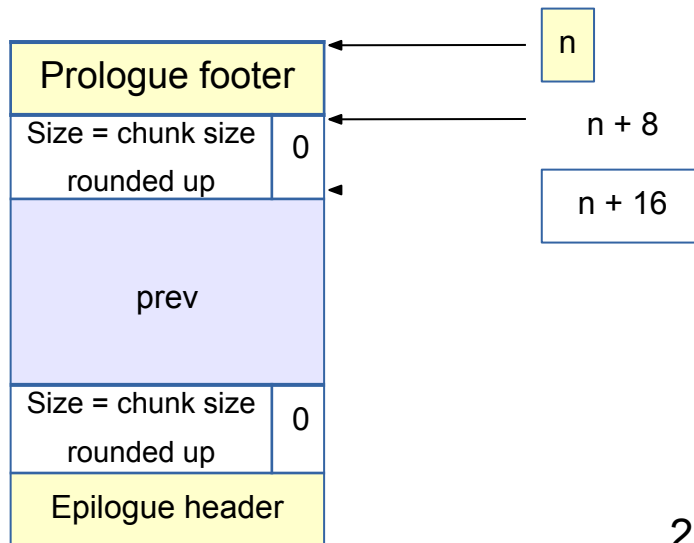 n
Prologue footer
n + 8
Size = chunk size
rounded up
0
n + 16
prev
Size = chunk size
rounded up
0
Epilogue header
2